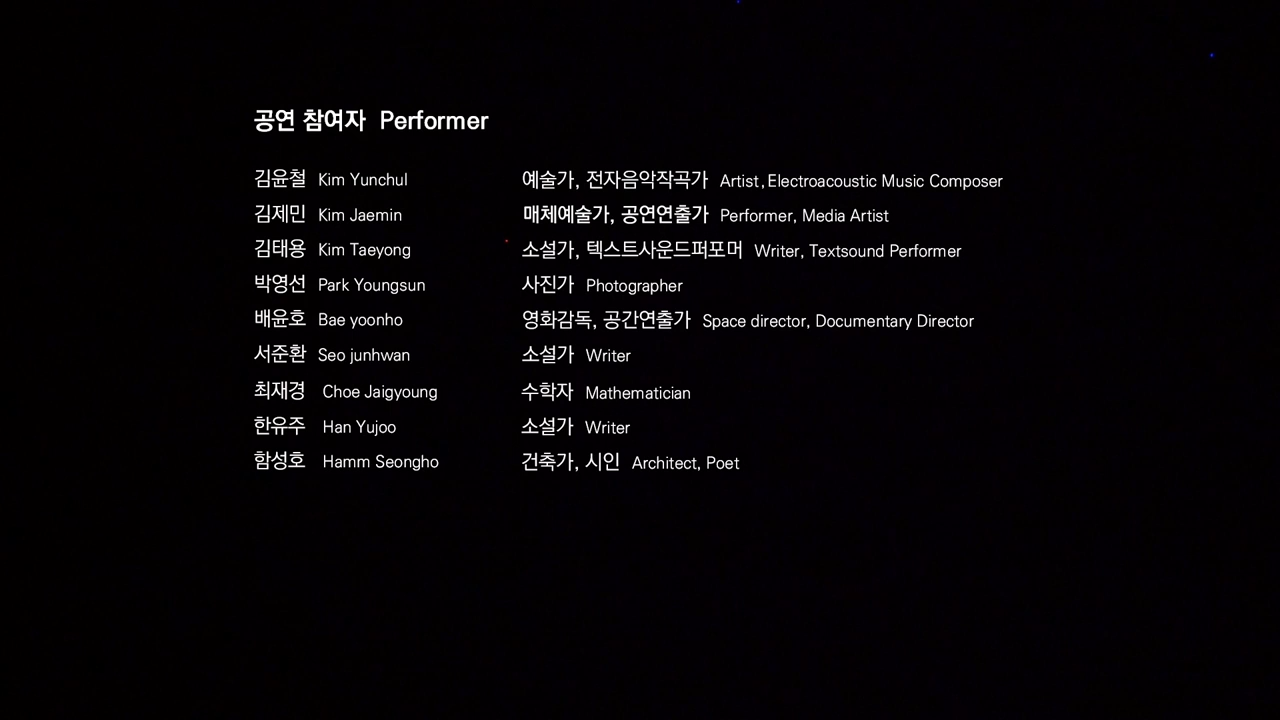 공연 참여자 Performer
김윤철 Kim Yunchul 예술가, 전자음악작곡가 Artist, Electroacoustic Music Composer
김제민 Kim Jaemin 매체예술가, 공연연출가 Performer, Media Artist
김태용 Kim Taeyong 소설가, 텍스트사운드퍼포머 Writer, Textsound Performer
박영선 Park Youngsun 사진가 Photographer
배윤호 Bae yoonho 영화감독, 공간연출가 Space director, Documentary Director
서준환 Seo junhwan 소설가 Writer
최재경 Choe Jaigyoung 수학자 Mathematician
한유주 Han Yujoo 소설가 Writer
함성호 Hamm Seongho 건축가, 시인 Architect, Poet